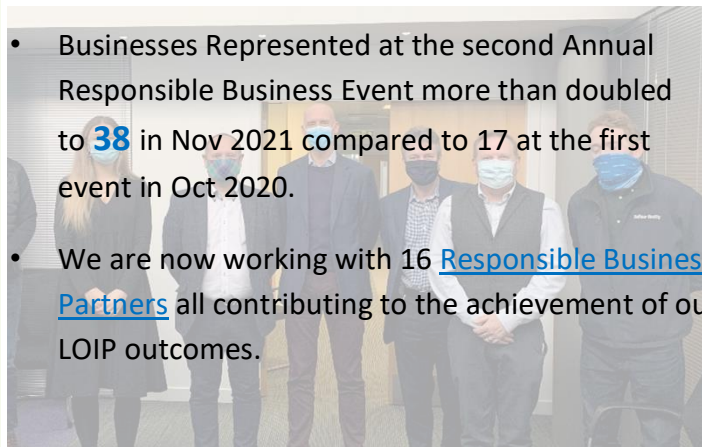 • Businesses Represented at the second Annual
Responsible Business Event more than doubled
to 38 in Nov 2021 compared to 17 at the first
event in Oct 2020.
• We are now working with 16 Responsible Busines
Partners all contributing to the achievement of ou
LOIP outcomes.